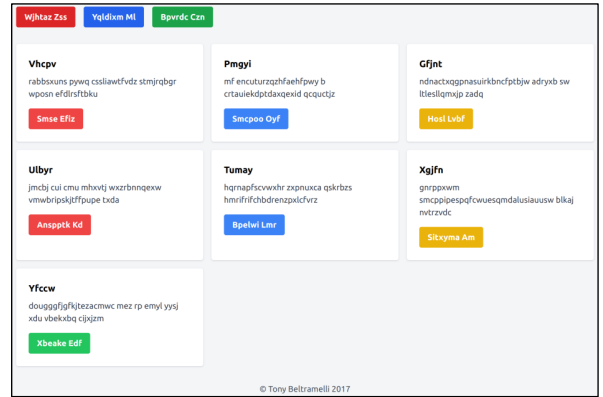 Wjhtaz Zss Yqldixm Ml Bpvrdc Czn
Vhcpv
rabbsxuns pywq cssliawtfvdz stmjrqbgr
wposn efdlrsftbku
Smse Efiz
Pmgyi
mf encuturzqzhfaehfpwy b
crtauiekdptdaxqexid qcquctjz
Smcpoo Oyf
Gfjnt
ndnactxqgpnasuirkbncfptbjw adryxb sw
ltlesllqmxjp zadq
Hosl Lvbf
Ulbyr
jmcbj cui cmu mhxvtj wxzrbnnqexw
vmwbripskjtffpupe txda
Anspptk Kd
Tumay
hqrnapfscvwxhr zxpnuxca qskrbzs
hmrifrifchbdrenzpxlcfvrz
Bpelwi Lmr
Xgjfn
gnrppxwm
smcppipespqfcwuesqmdalusiauusw blkaj
nvtrzvdc
Sitxyma Am
Yfccw
dougggfjgfkjtezacmwc mez rp emyl yysj
xdu vbekxbq cijxjzm
Xbeake Edf
© Tony Beltramelli 2017